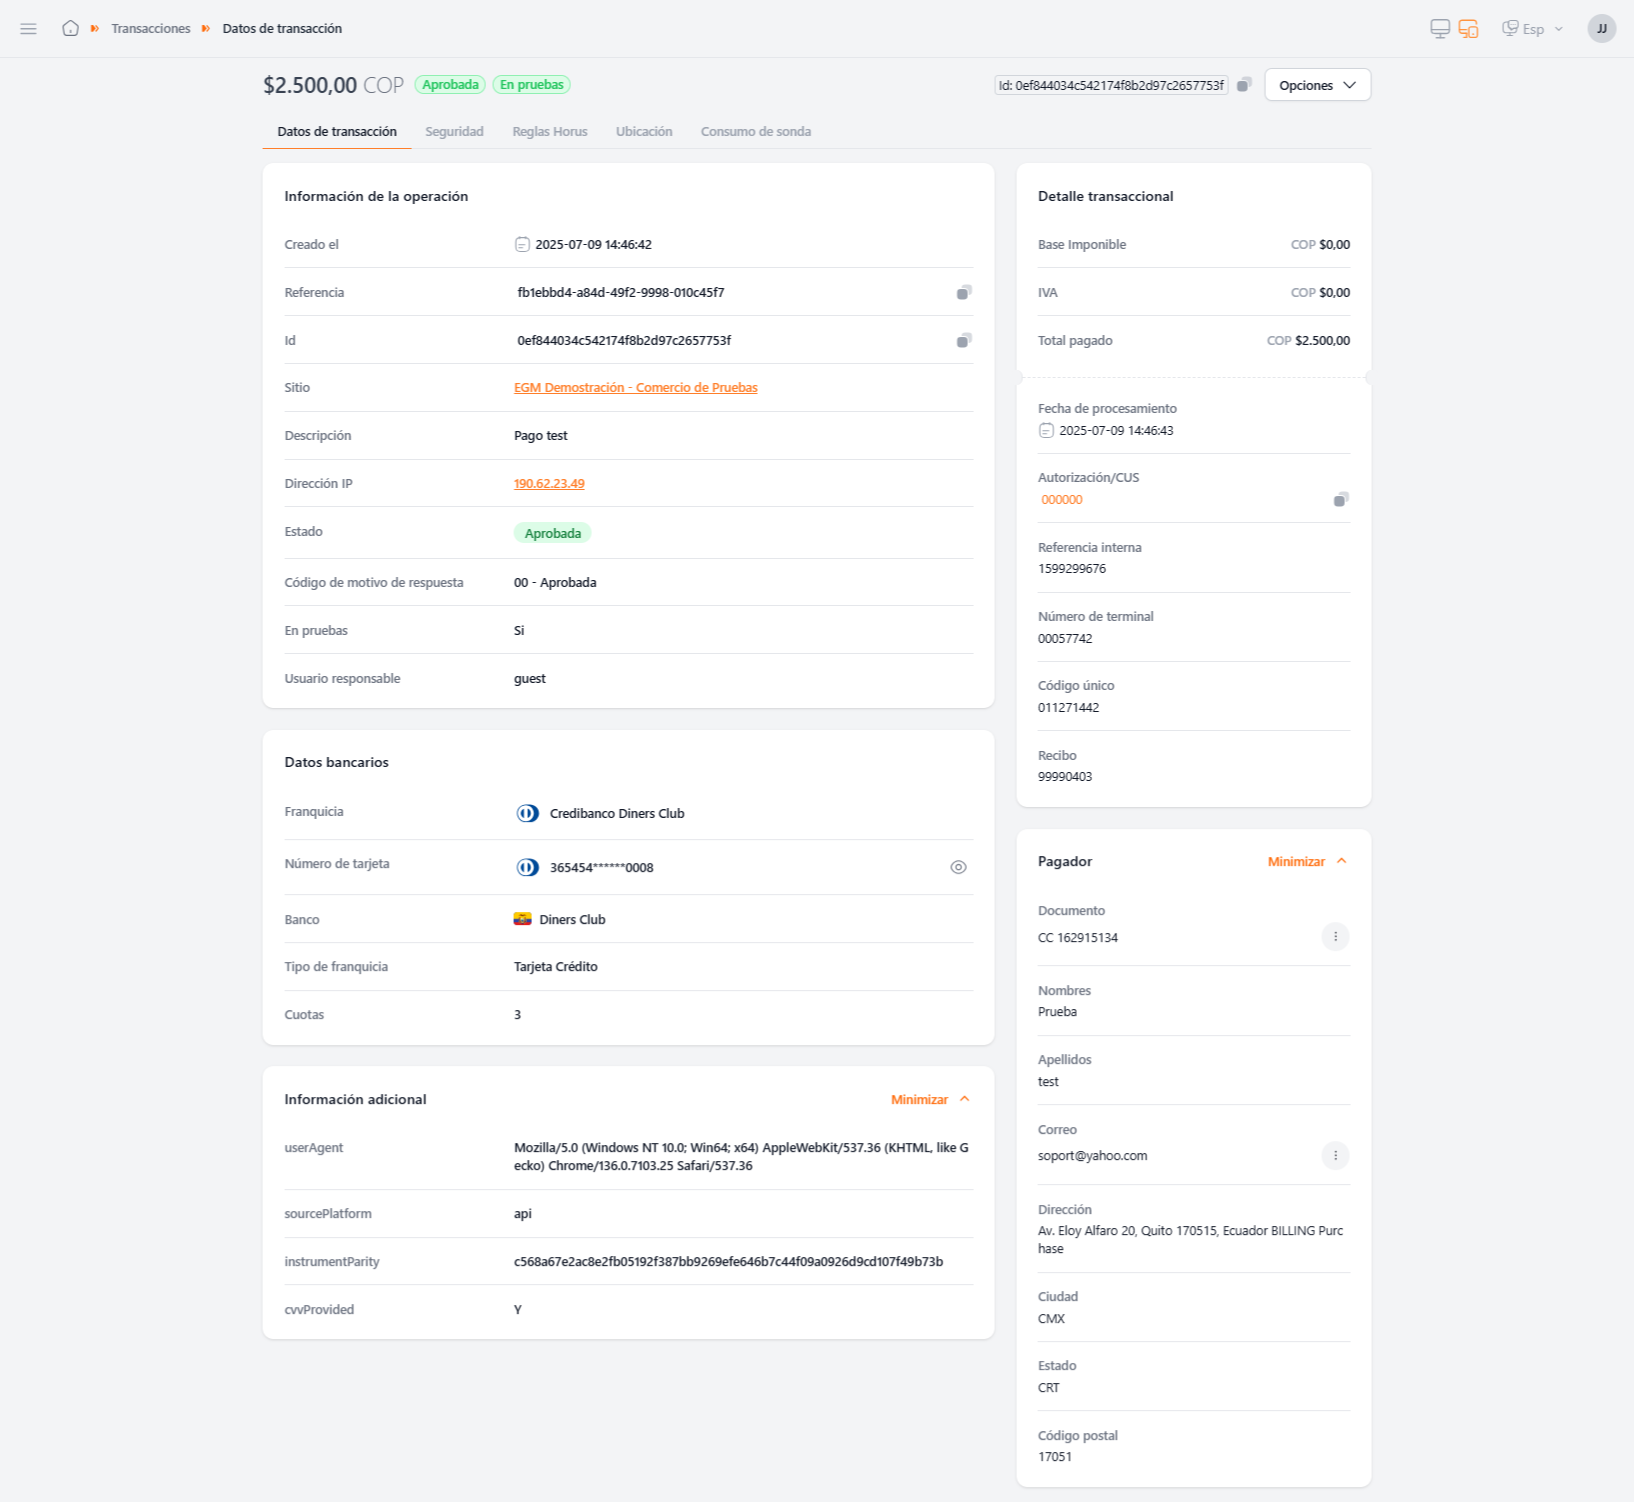 Transacciones
Datos de transacción
Esp
JJ
$2.500,00 COP
Aprobada
En pruebas
Id: 0ef844034c542174f8b2d97c2657753f
Opciones
Datos de transacción
Seguridad
Reglas Horus
Ubicación
Consumo de sonda
Información de la operación
Creado el
2025-07-09 14:46:42
Referencia
fb1ebbd4-a84d-49f2-9998-010c45f7
Id
0ef844034c542174f8b2d97c2657753f
Sitio
EGM Demostración - Comercio de Pruebas
Descripción
Pago test
Dirección IP
190.62.23.49
Estado
Aprobada
Código de motivo de respuesta
00 - Aprobada
En pruebas
Si
Usuario responsable
guest
Datos bancarios
Franquicia
Credibanco Diners Club
Número de tarjeta
365454******0008
Banco
Diners Club
Tipo de franquicia
Tarjeta Crédito
Cuotas
3
Información adicional
Minimizar
userAgent
Mozilla/5.0 (Windows NT 10.0; Win64; x64) AppleWebKit/537.36 (KHTML, like G
ecko) Chrome/136.0.7103.25 Safari/537.36
sourcePlatform
api
instrumentParity
c568a67e2ac8e2fb05192f387bb9269efe646b7c44f09a0926d9cd107f49b73b
cvvProvided
Y
Detalle transaccional
Base Imponible
COP $0,00
IVA
COP $0,00
Total pagado
COP $2.500,00
Fecha de procesamiento
2025-07-09 14:46:43
Autorización/CUS
000000
Referencia interna
1599299676
Número de terminal
00057742
Código único
011271442
Recibo
99990403
Pagador
Minimizar
Documento
CC 162915134
Nombres
Prueba
Apellidos
test
Correo
soport@yahoo.com
Dirección
Av. Eloy Alfaro 20, Quito 170515, Ecuador BILLING Purc
hase
Ciudad
CMX
Estado
CRT
Código postal
17051